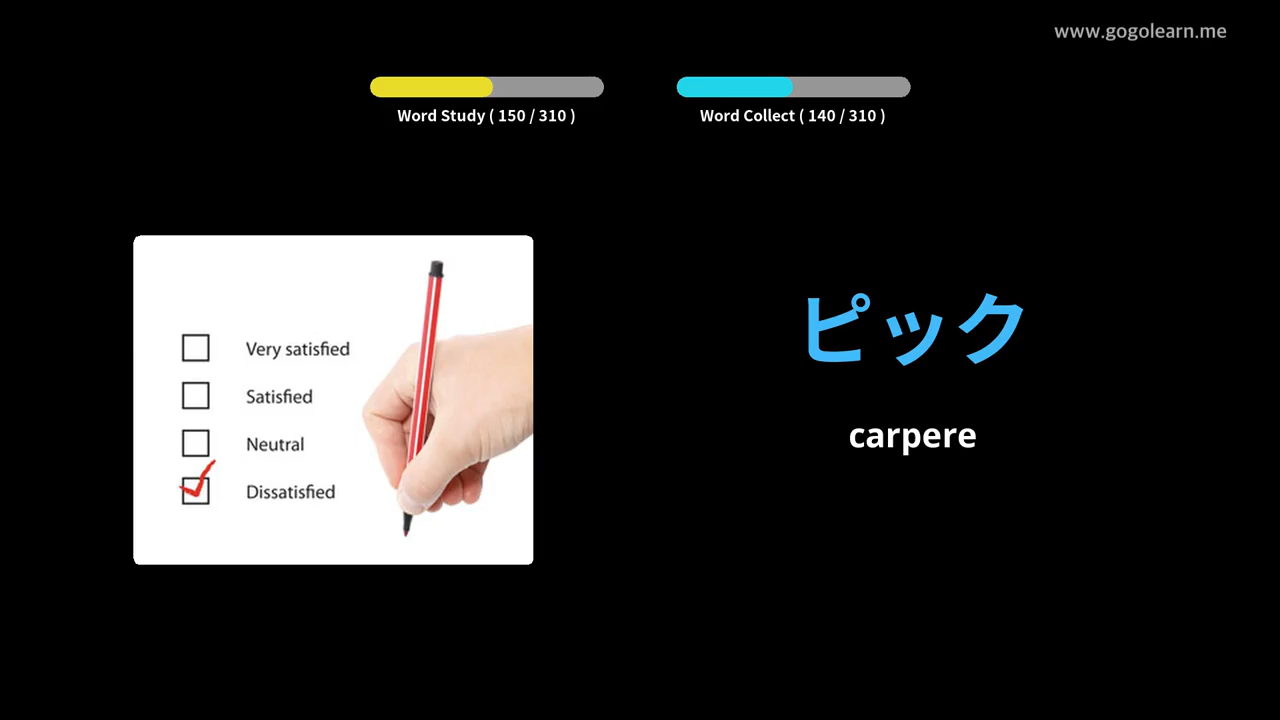 www.gogolearn.me
Word Study ( 150 / 310 )
Word Collect ( 140 / 310 )
Very satisfied
Satisfied
Neutral
Dissatisfied
ピック
carpere